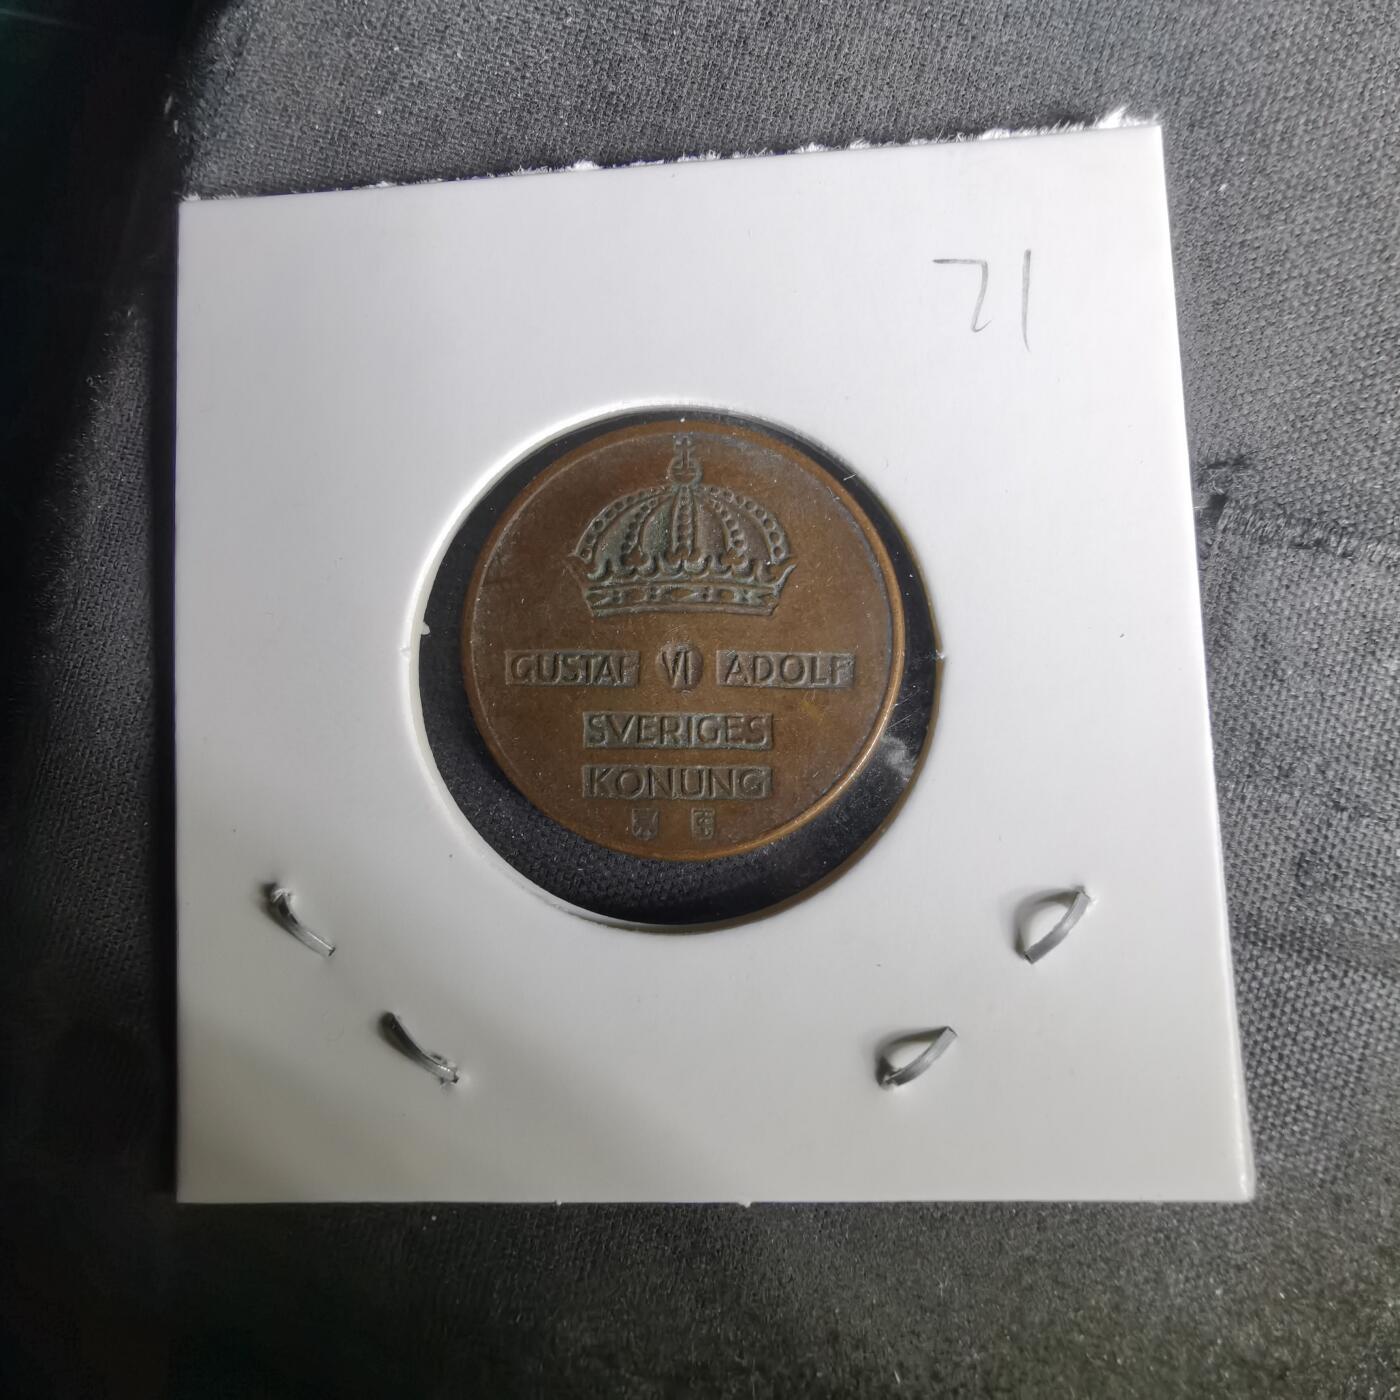 71
GUSTAF VI ADOLF
SVERIGES
KONUNG